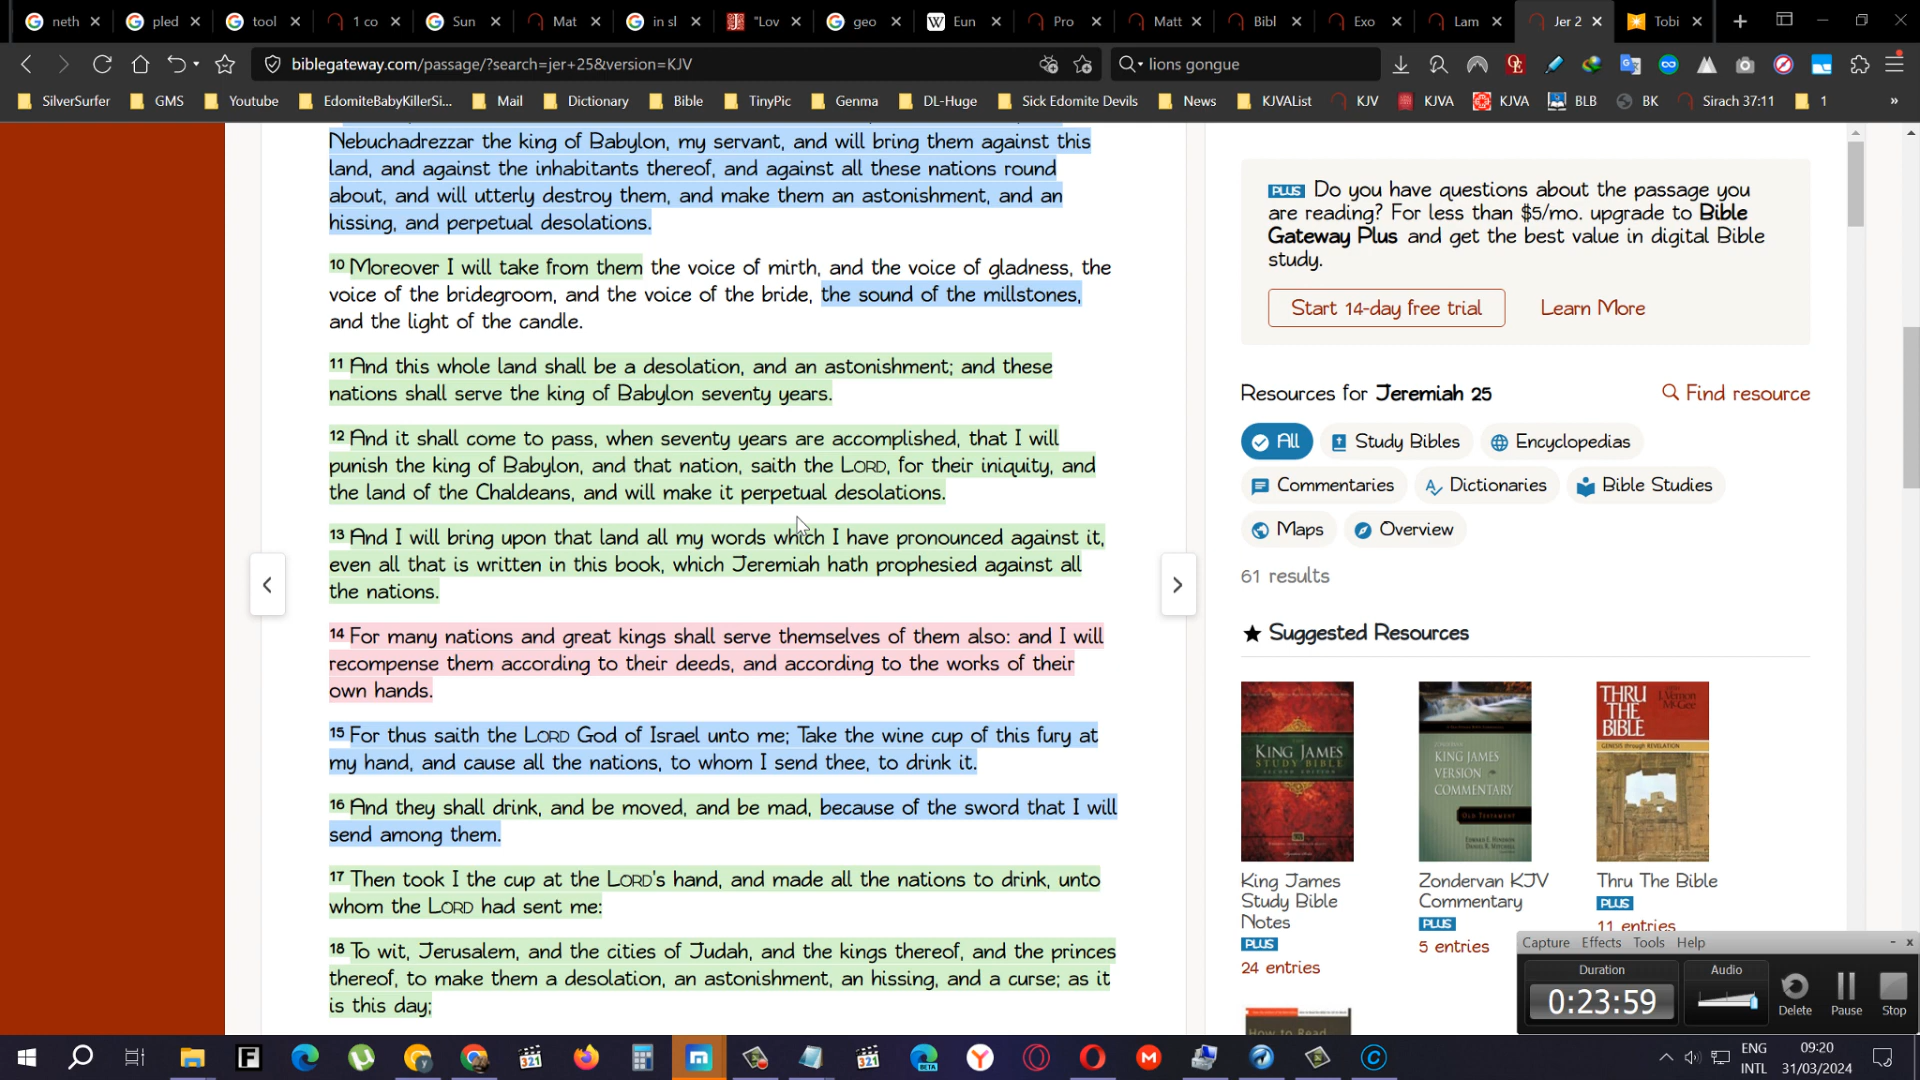 neth
pled
tool
1 co
Sun
Mat
in sl
"Lov
geo
Eun
Pro
Matt
Bibl
Exo
Lam
Jer 2
Tobi
biblegateway.com/passage/?search=jer+25&version=KJV
lions gongue
SilverSurfer
GMS
Youtube
EdomiteBabyKillerSi...
Mail
Dictionary
Bible
TinyPic
Genma
DL-Huge
Sick Edomite Devils
News
KJVAList
KJV
KJVA
KJVA
BLB
BK
Sirach 37:11
1
Nebuchadrezzar the king of Babylon, my servant, and will bring them against this
land, and against the inhabitants thereof, and against all these nations round
about, and will utterly destroy them, and make them an astonishment, and an
hissing, and perpetual desolations.
10 Moreover I will take from them the voice of mirth, and the voice of gladness, the
voice of the bridegroom, and the voice of the bride, the sound of the millstones,
and the light of the candle.
11 And this whole land shall be a desolation, and an astonishment; and these
nations shall serve the king of Babylon seventy years.
12 And it shall come to pass, when seventy years are accomplished, that I will
punish the king of Babylon, and that nation, saith the LORD, for their iniquity, and
the land of the Chaldeans, and will make it perpetual desolations.
13 And I will bring upon that land all my words which I have pronounced against it,
even all that is written in this book, which Jeremiah hath prophesied against all
the nations.
14 For many nations and great kings shall serve themselves of them also: and I will
recompense them according to their deeds, and according to the works of their
own hands.
15 For thus saith the LORD God of Israel unto me; Take the wine cup of this fury at
my hand, and cause all the nations, to whom I send thee, to drink it.
16 And they shall drink, and be moved, and be mad, because of the sword that I will
send among them.
17 Then took I the cup at the LORD's hand, and made all the nations to drink, unto
whom the LORD had sent me:
18 To wit, Jerusalem, and the cities of Judah, and the kings thereof, and the princes
thereof, to make them a desolation, an astonishment, an hissing, and a curse; as it
is this day;
PLUS Do you have questions about the passage you
are reading? For less than $5/mo. upgrade to Bible
Gateway Plus and get the best value in digital Bible
study.
Start 14-day free trial
Learn More
Resources for Jeremiah 25
Find resource
All
Study Bibles
Encyclopedias
Commentaries
Dictionaries
Bible Studies
Maps
Overview
61 results
Suggested Resources
KING JAMES
STUDY BIBLE
KING JAMES
VERSION
COMMENTARY
OLD TESTAMENT
THRU
THE
BIBLE
King James
Study Bible
Notes
PLUS
24 entries
Zondervan KJV
Commentary
PLUS
5 entries
Thru The Bible
PLUS
11 entries
How to Read
Capture Effects Tools Help
Duration
0:23:59
Audio
Delete
Pause
Stop
321
321
BETA
ENG
INTL
09:20
31/03/2024